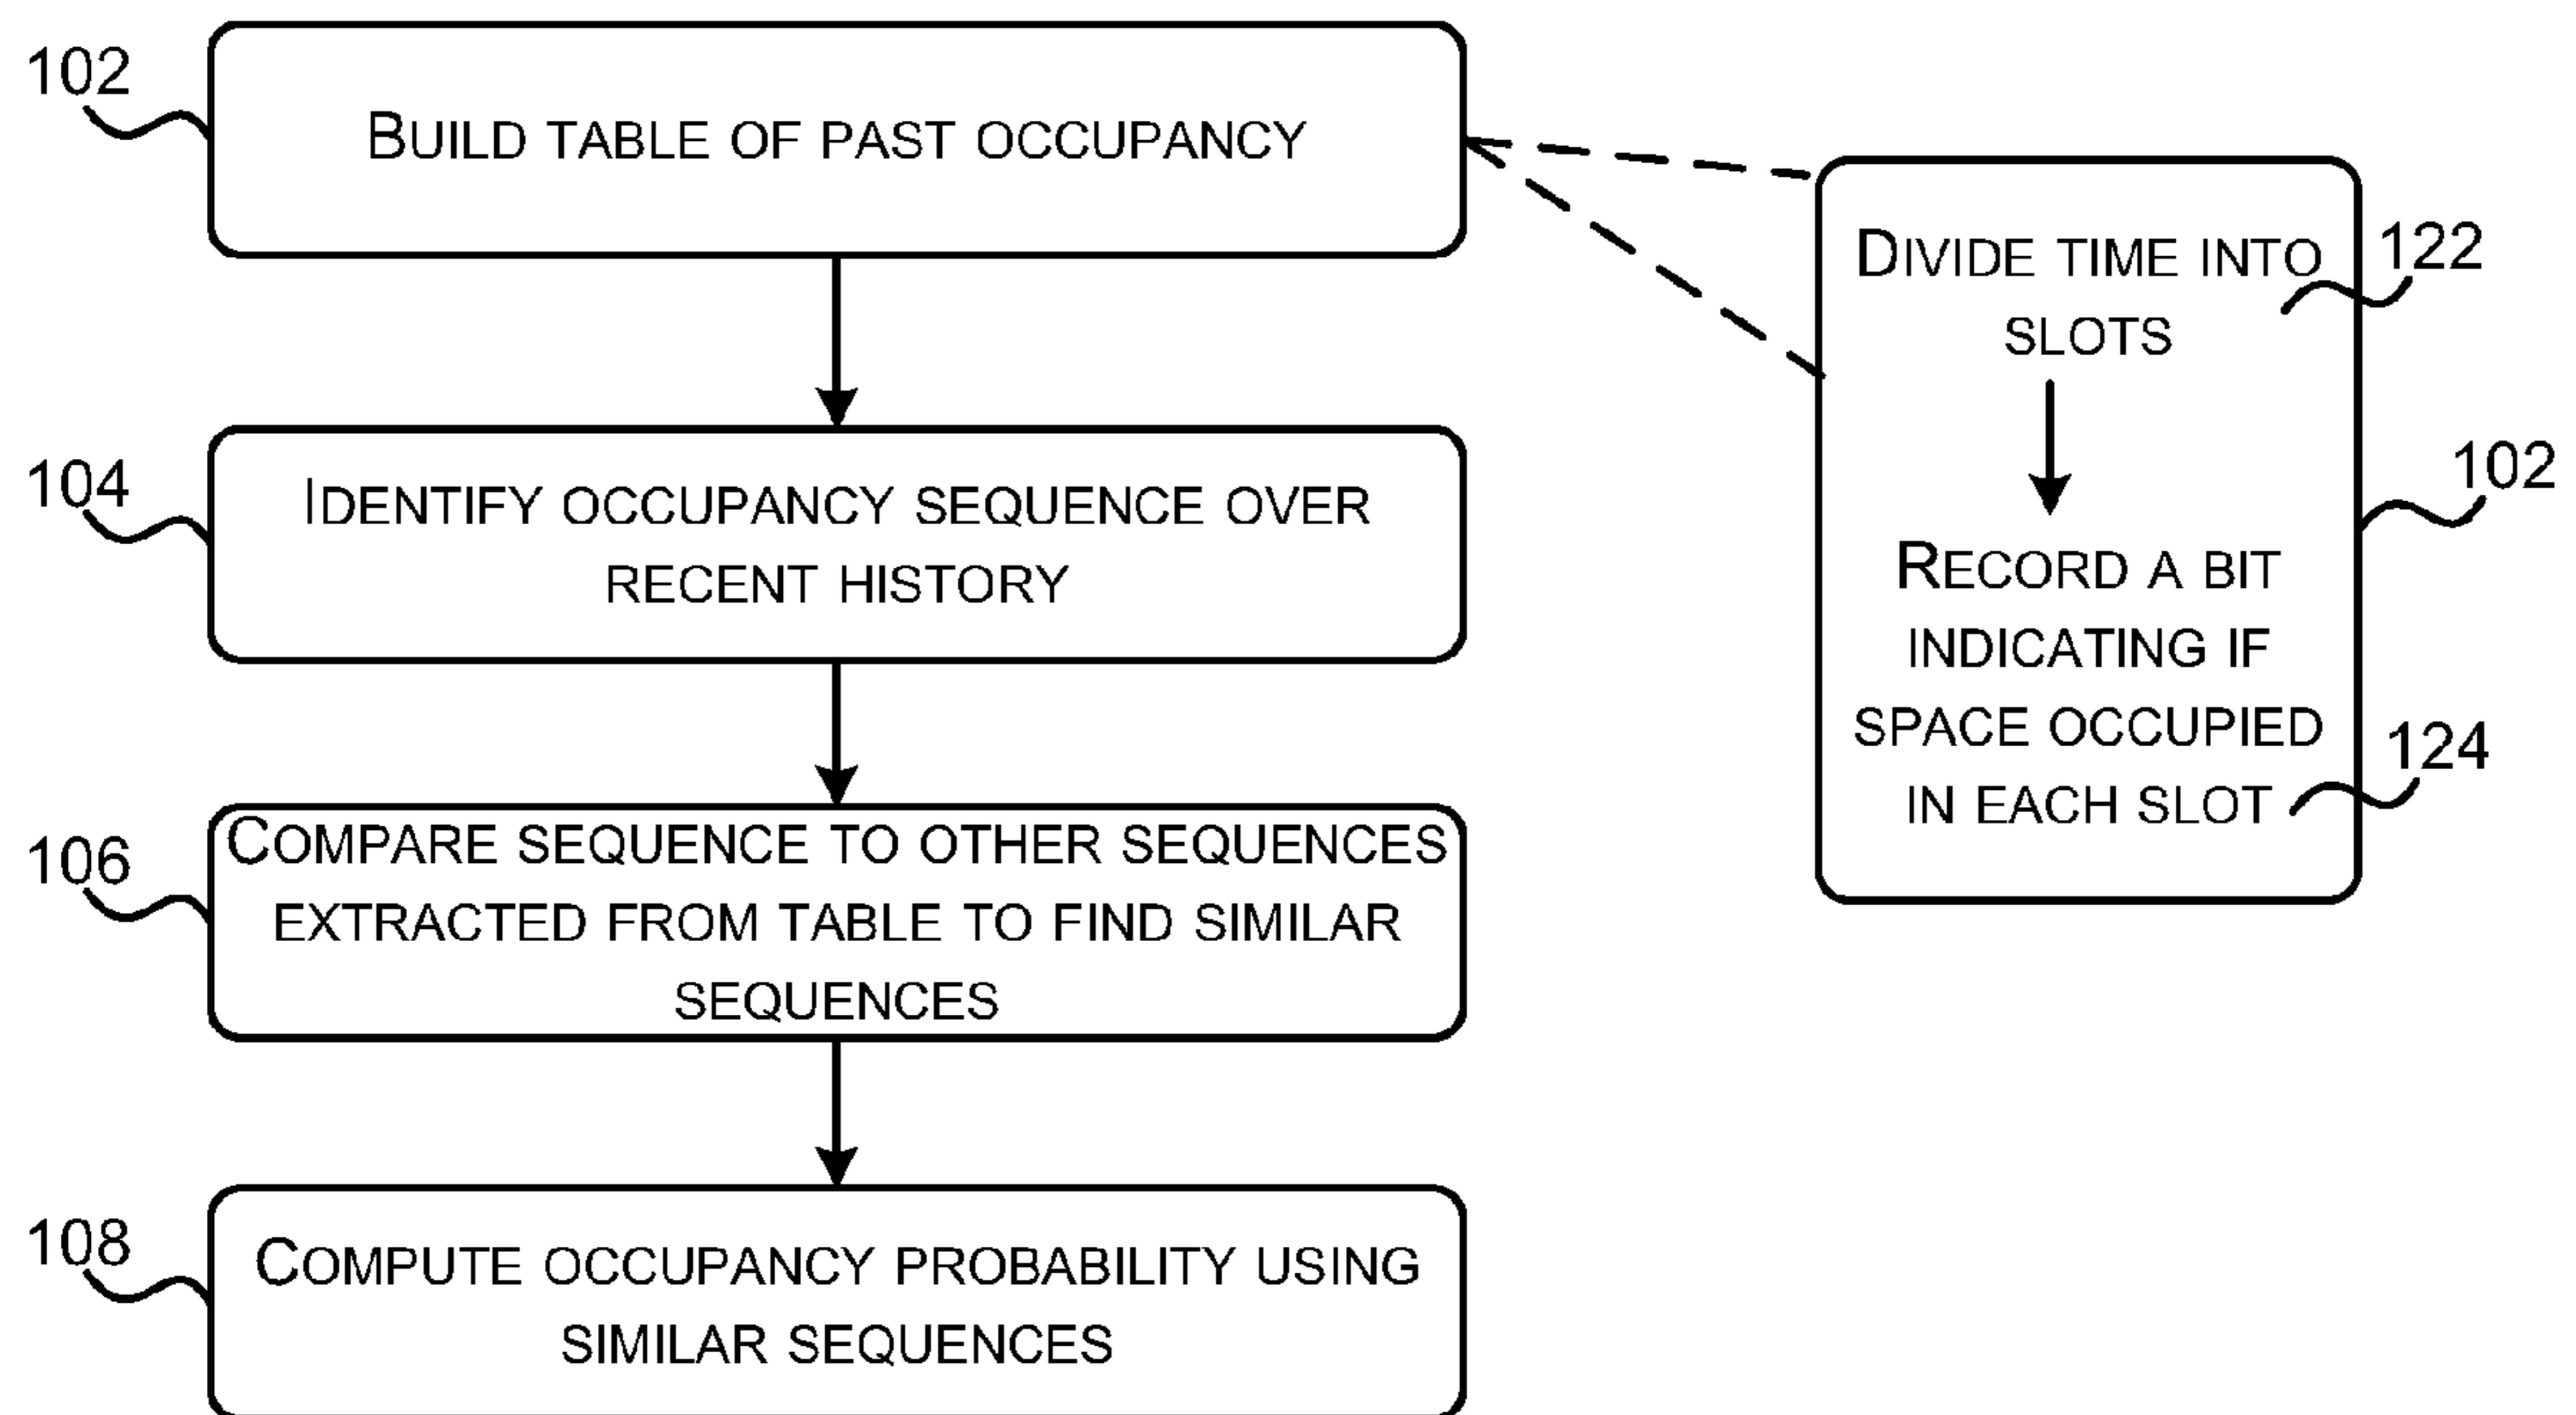 102
BUILD TABLE OF PAST OCCUPANCY
104
IDENTIFY OCCUPANCY SEQUENCE OVER
RECENT HISTORY
106
COMPARE SEQUENCE TO OTHER SEQUENCES
EXTRACTED FROM TABLE TO FIND SIMILAR
SEQUENCES
108
COMPUTE OCCUPANCY PROBABILITY USING
SIMILAR SEQUENCES
DIVIDE TIME INTO
SLOTS
122
102
RECORD A BIT
INDICATING IF
SPACE OCCUPIED
IN EACH SLOT
124